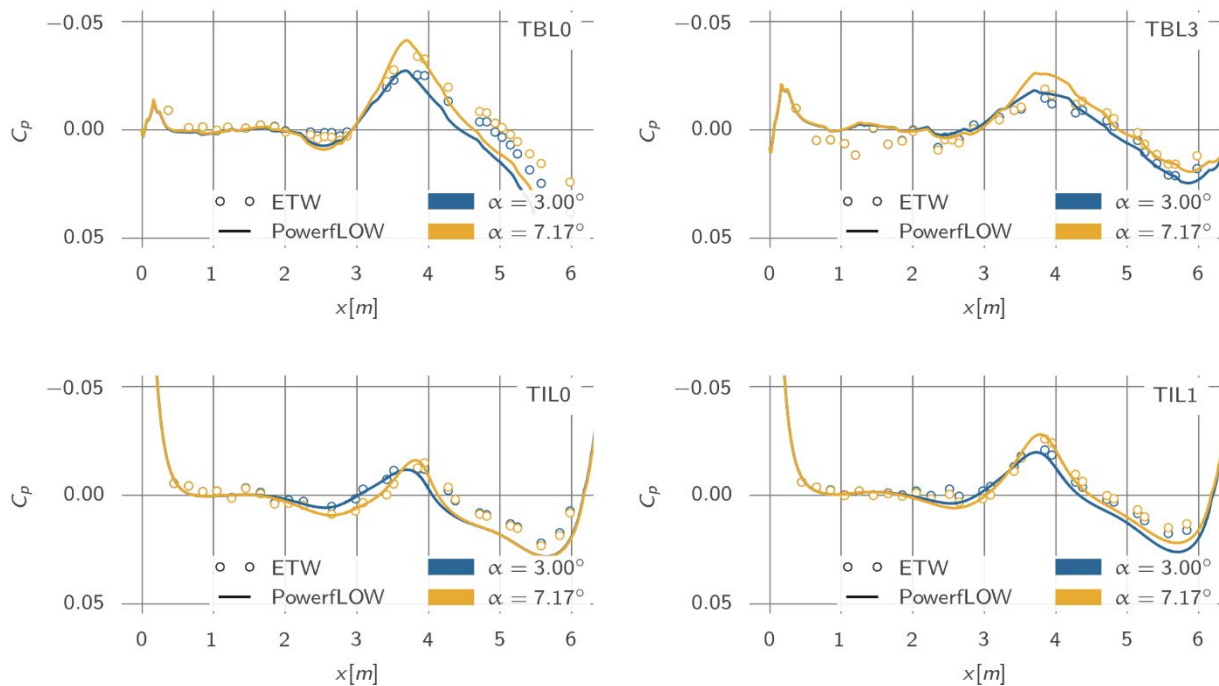 TBL0
−0.05
0.00
0.05
C_p
ETW
PowerfLOW
α = 3.00°
α = 7.17°
0 1 2 3 4 5 6
x[m]
TBL3
−0.05
0.00
0.05
C_p
ETW
PowerfLOW
α = 3.00°
α = 7.17°
0 1 2 3 4 5 6
x[m]
TIL0
−0.05
0.00
0.05
C_p
ETW
PowerfLOW
α = 3.00°
α = 7.17°
0 1 2 3 4 5 6
x[m]
TIL1
−0.05
0.00
0.05
C_p
ETW
PowerfLOW
α = 3.00°
α = 7.17°
0 1 2 3 4 5 6
x[m]